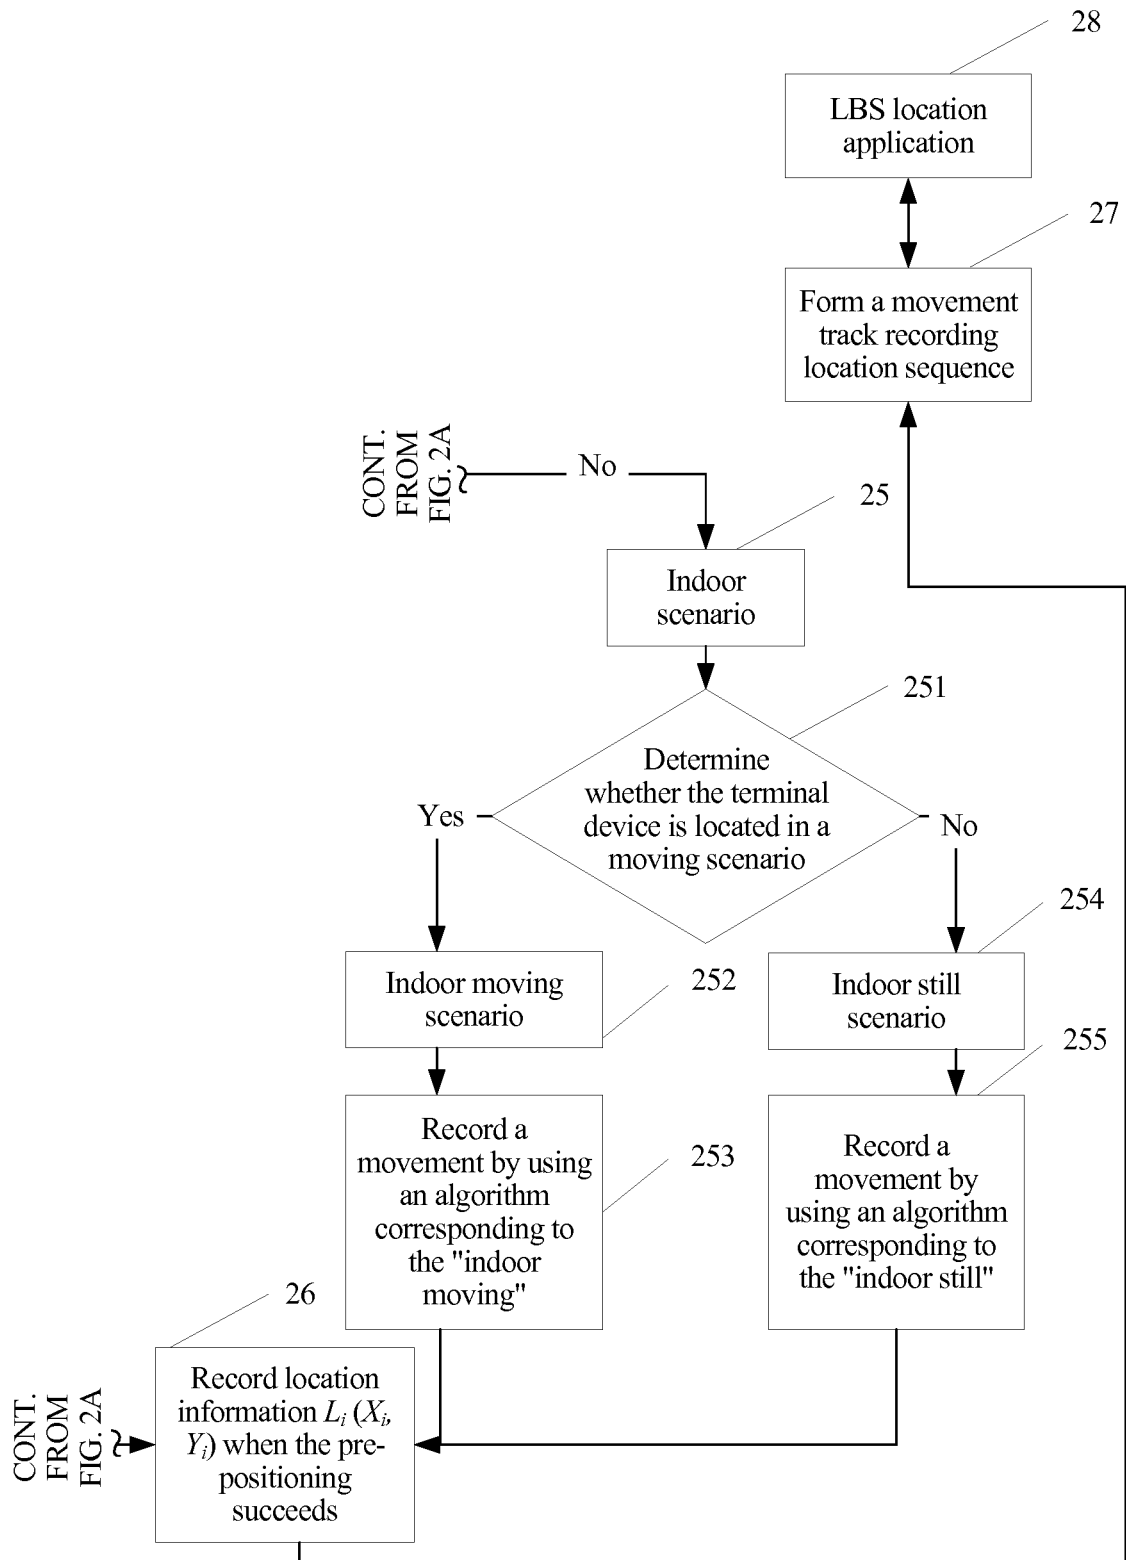 28
LBS location
application
27
Form a movement
track recording
location sequence
CONT.
FROM
FIG. 2A
No
25
Indoor
scenario
251
Determine
whether the terminal
device is located in a
moving scenario
Yes
No
254
Indoor moving
scenario
252
Indoor still
scenario
255
Record a
movement by using
an algorithm
corresponding to
the "indoor
moving"
253
Record a
movement by
using an algorithm
corresponding to
the "indoor still"
26
Record location
information Li (Xi,
Yi) when the pre-
positioning
succeeds
CONT.
FROM
FIG. 2A